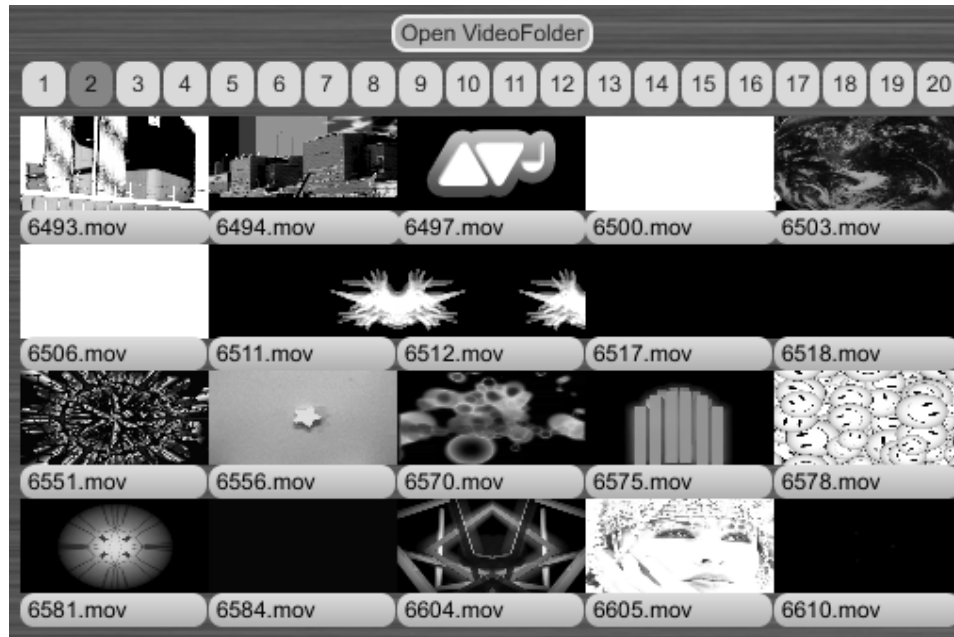 Open VideoFolder
1 2 3 4 5 6 7 8 9 10 11 12 13 14 15 16 17 18 19 20
6493.mov 6494.mov 6497.mov 6500.mov 6503.mov
6506.mov 6511.mov 6512.mov 6517.mov 6518.mov
6551.mov 6556.mov 6570.mov 6575.mov 6578.mov
6581.mov 6584.mov 6604.mov 6605.mov 6610.mov